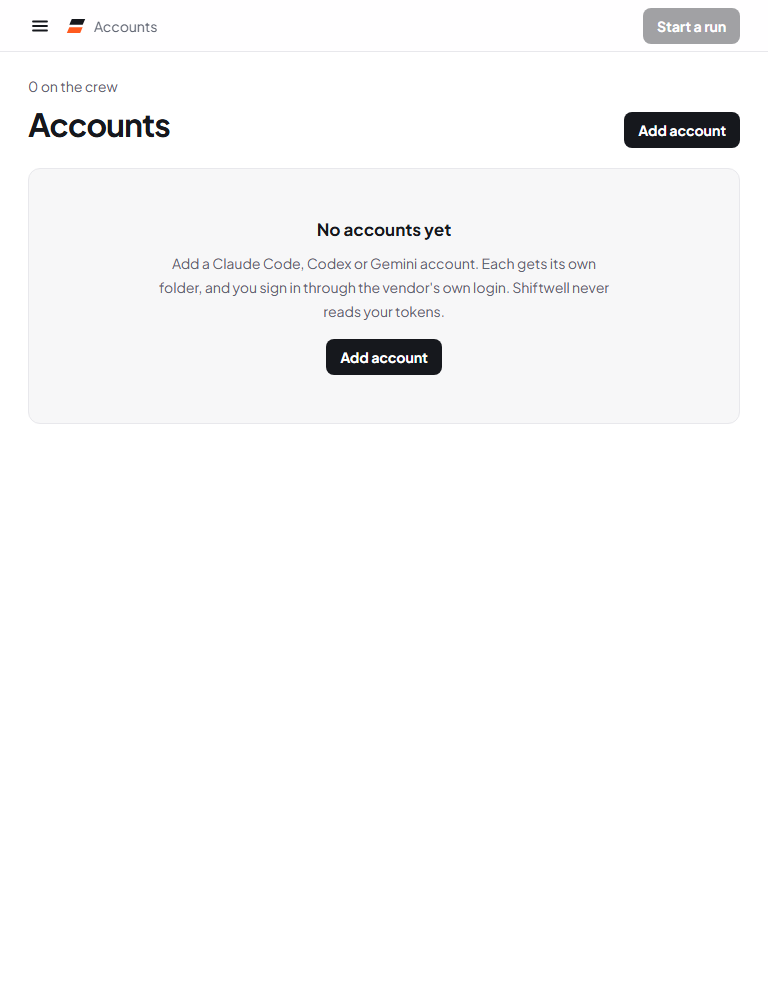 Accounts
Start a run
0 on the crew
Accounts
Add account
No accounts yet
Add a Claude Code, Codex or Gemini account. Each gets its own
folder, and you sign in through the vendor's own login. Shiftwell never
reads your tokens.
Add account